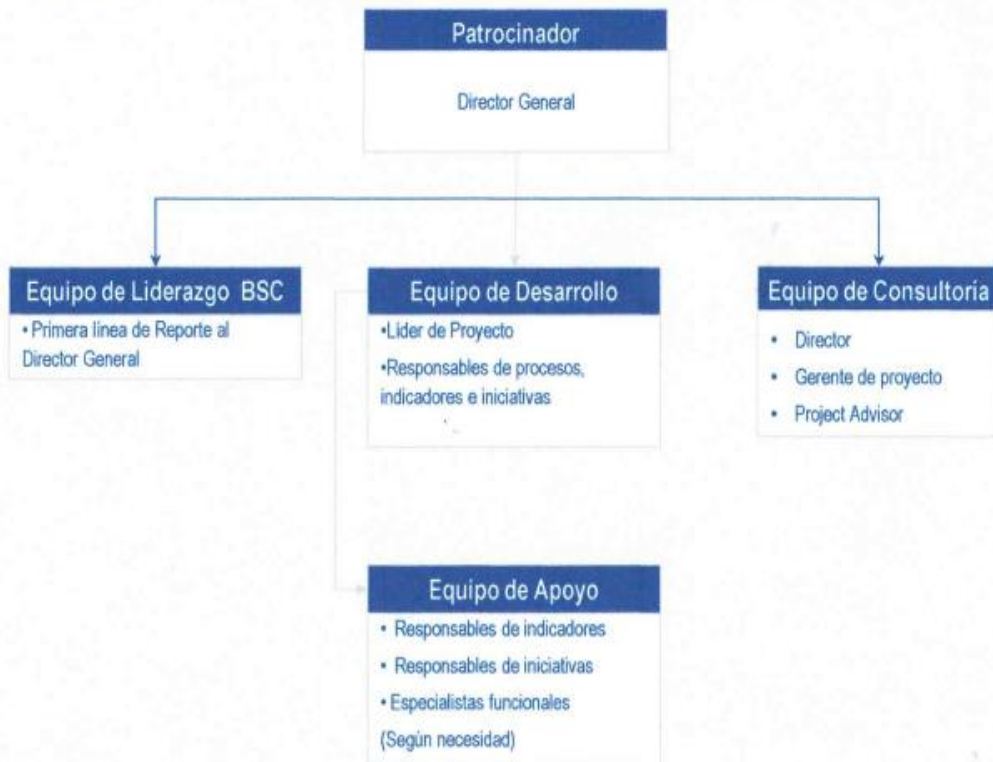 Patrocinador
Director General
Equipo de Liderazgo BSC
• Primera línea de Reporte al
Director General
Equipo de Desarrollo
•Líder de Proyecto
•Responsables de procesos,
indicadores e iniciativas
Equipo de Consultoría
• Director
• Gerente de proyecto
• Project Advisor
Equipo de Apoyo
• Responsables de indicadores
• Responsables de iniciativas
• Especialistas funcionales
(Según necesidad)